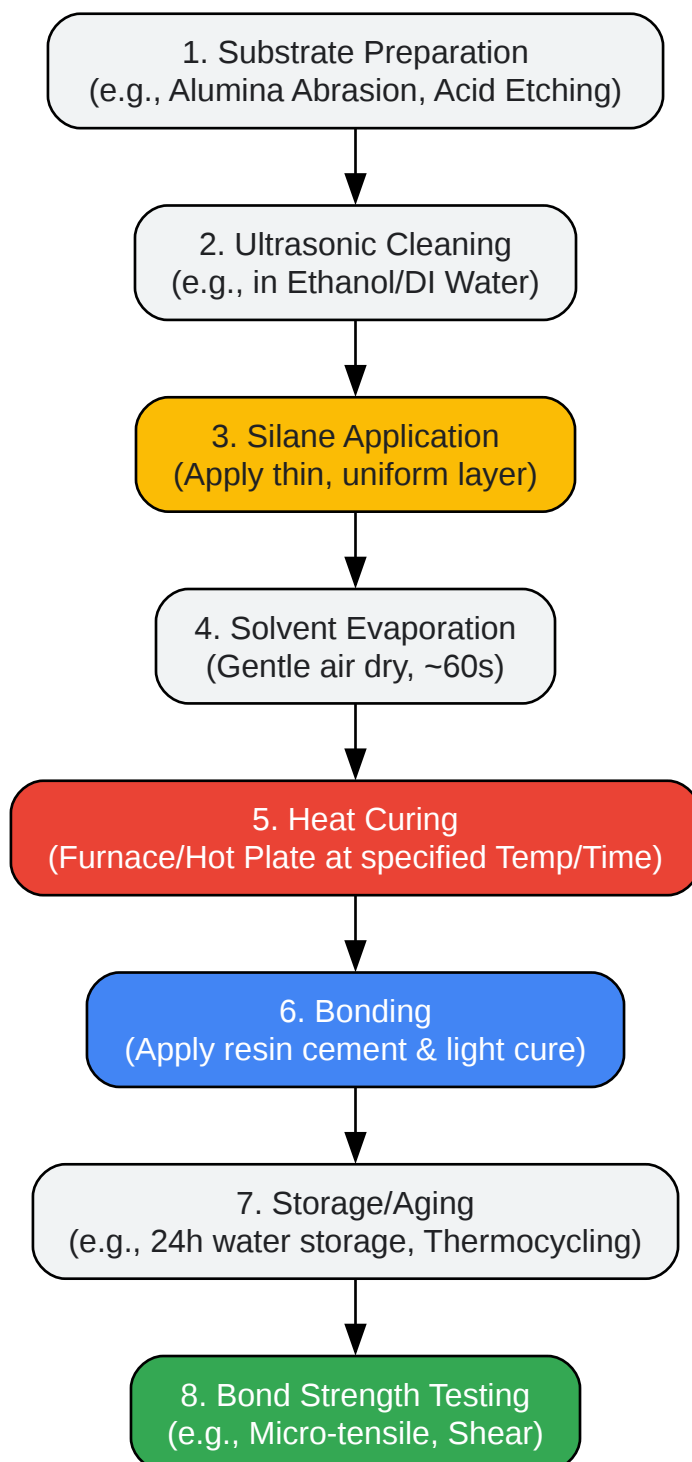 1. Substrate Preparation
(e.g., Alumina Abrasion, Acid Etching)
2. Ultrasonic Cleaning
(e.g., in Ethanol/DI Water)
3. Silane Application
(Apply thin, uniform layer)
4. Solvent Evaporation
(Gentle air dry, ~60s)
5. Heat Curing
(Furnace/Hot Plate at specified Temp/Time)
6. Bonding
(Apply resin cement & light cure)
7. Storage/Aging
(e.g., 24h water storage, Thermocycling)
8. Bond Strength Testing
(e.g., Micro-tensile, Shear)